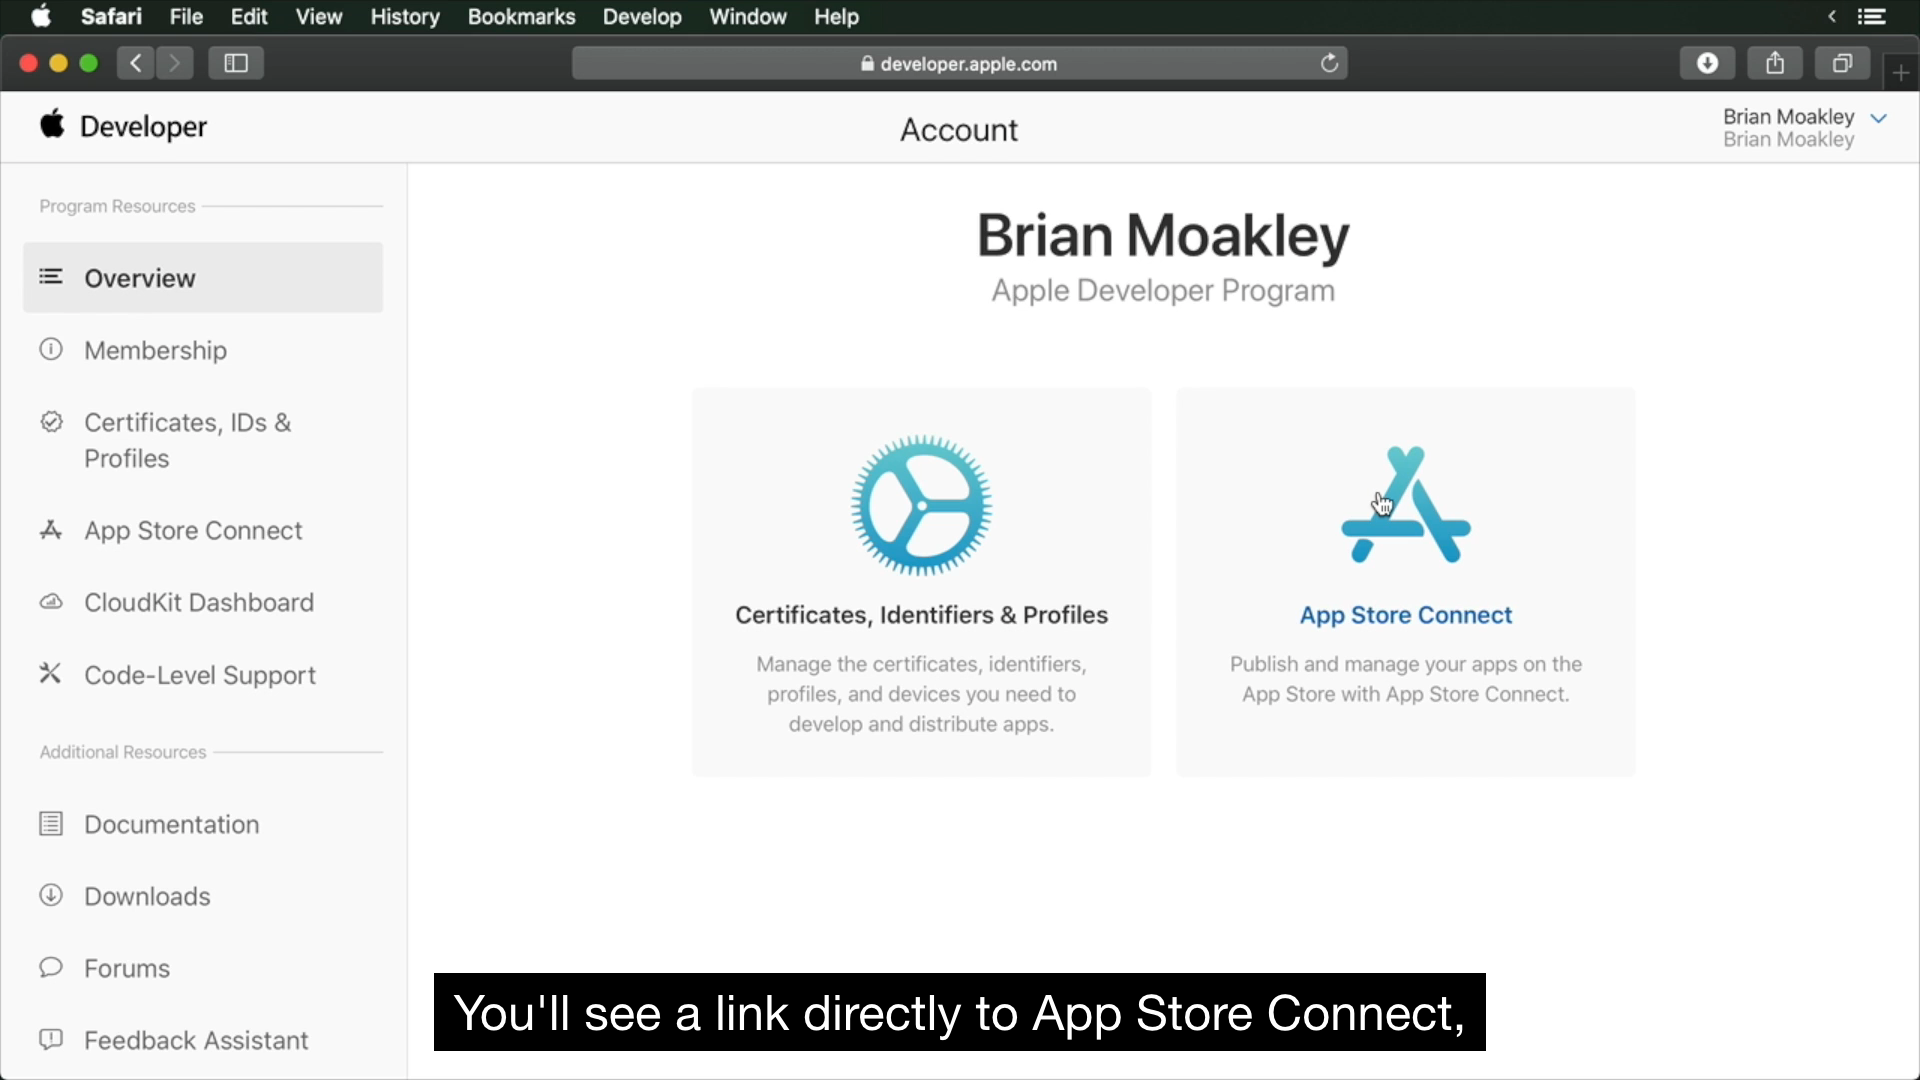 Safari File Edit View History Bookmarks Develop Window Help
developer.apple.com
Developer
Account
Brian Moakley
Brian Moakley
Program Resources
Overview
Membership
Certificates, IDs &
Profiles
App Store Connect
CloudKit Dashboard
Code-Level Support
Additional Resources
Documentation
Downloads
Forums
Feedback Assistant
Brian Moakley
Apple Developer Program
Certificates, Identifiers & Profiles
Manage the certificates, identifiers,
profiles, and devices you need to
develop and distribute apps.
App Store Connect
Publish and manage your apps on the
App Store with App Store Connect.
You'll see a link directly to App Store Connect,